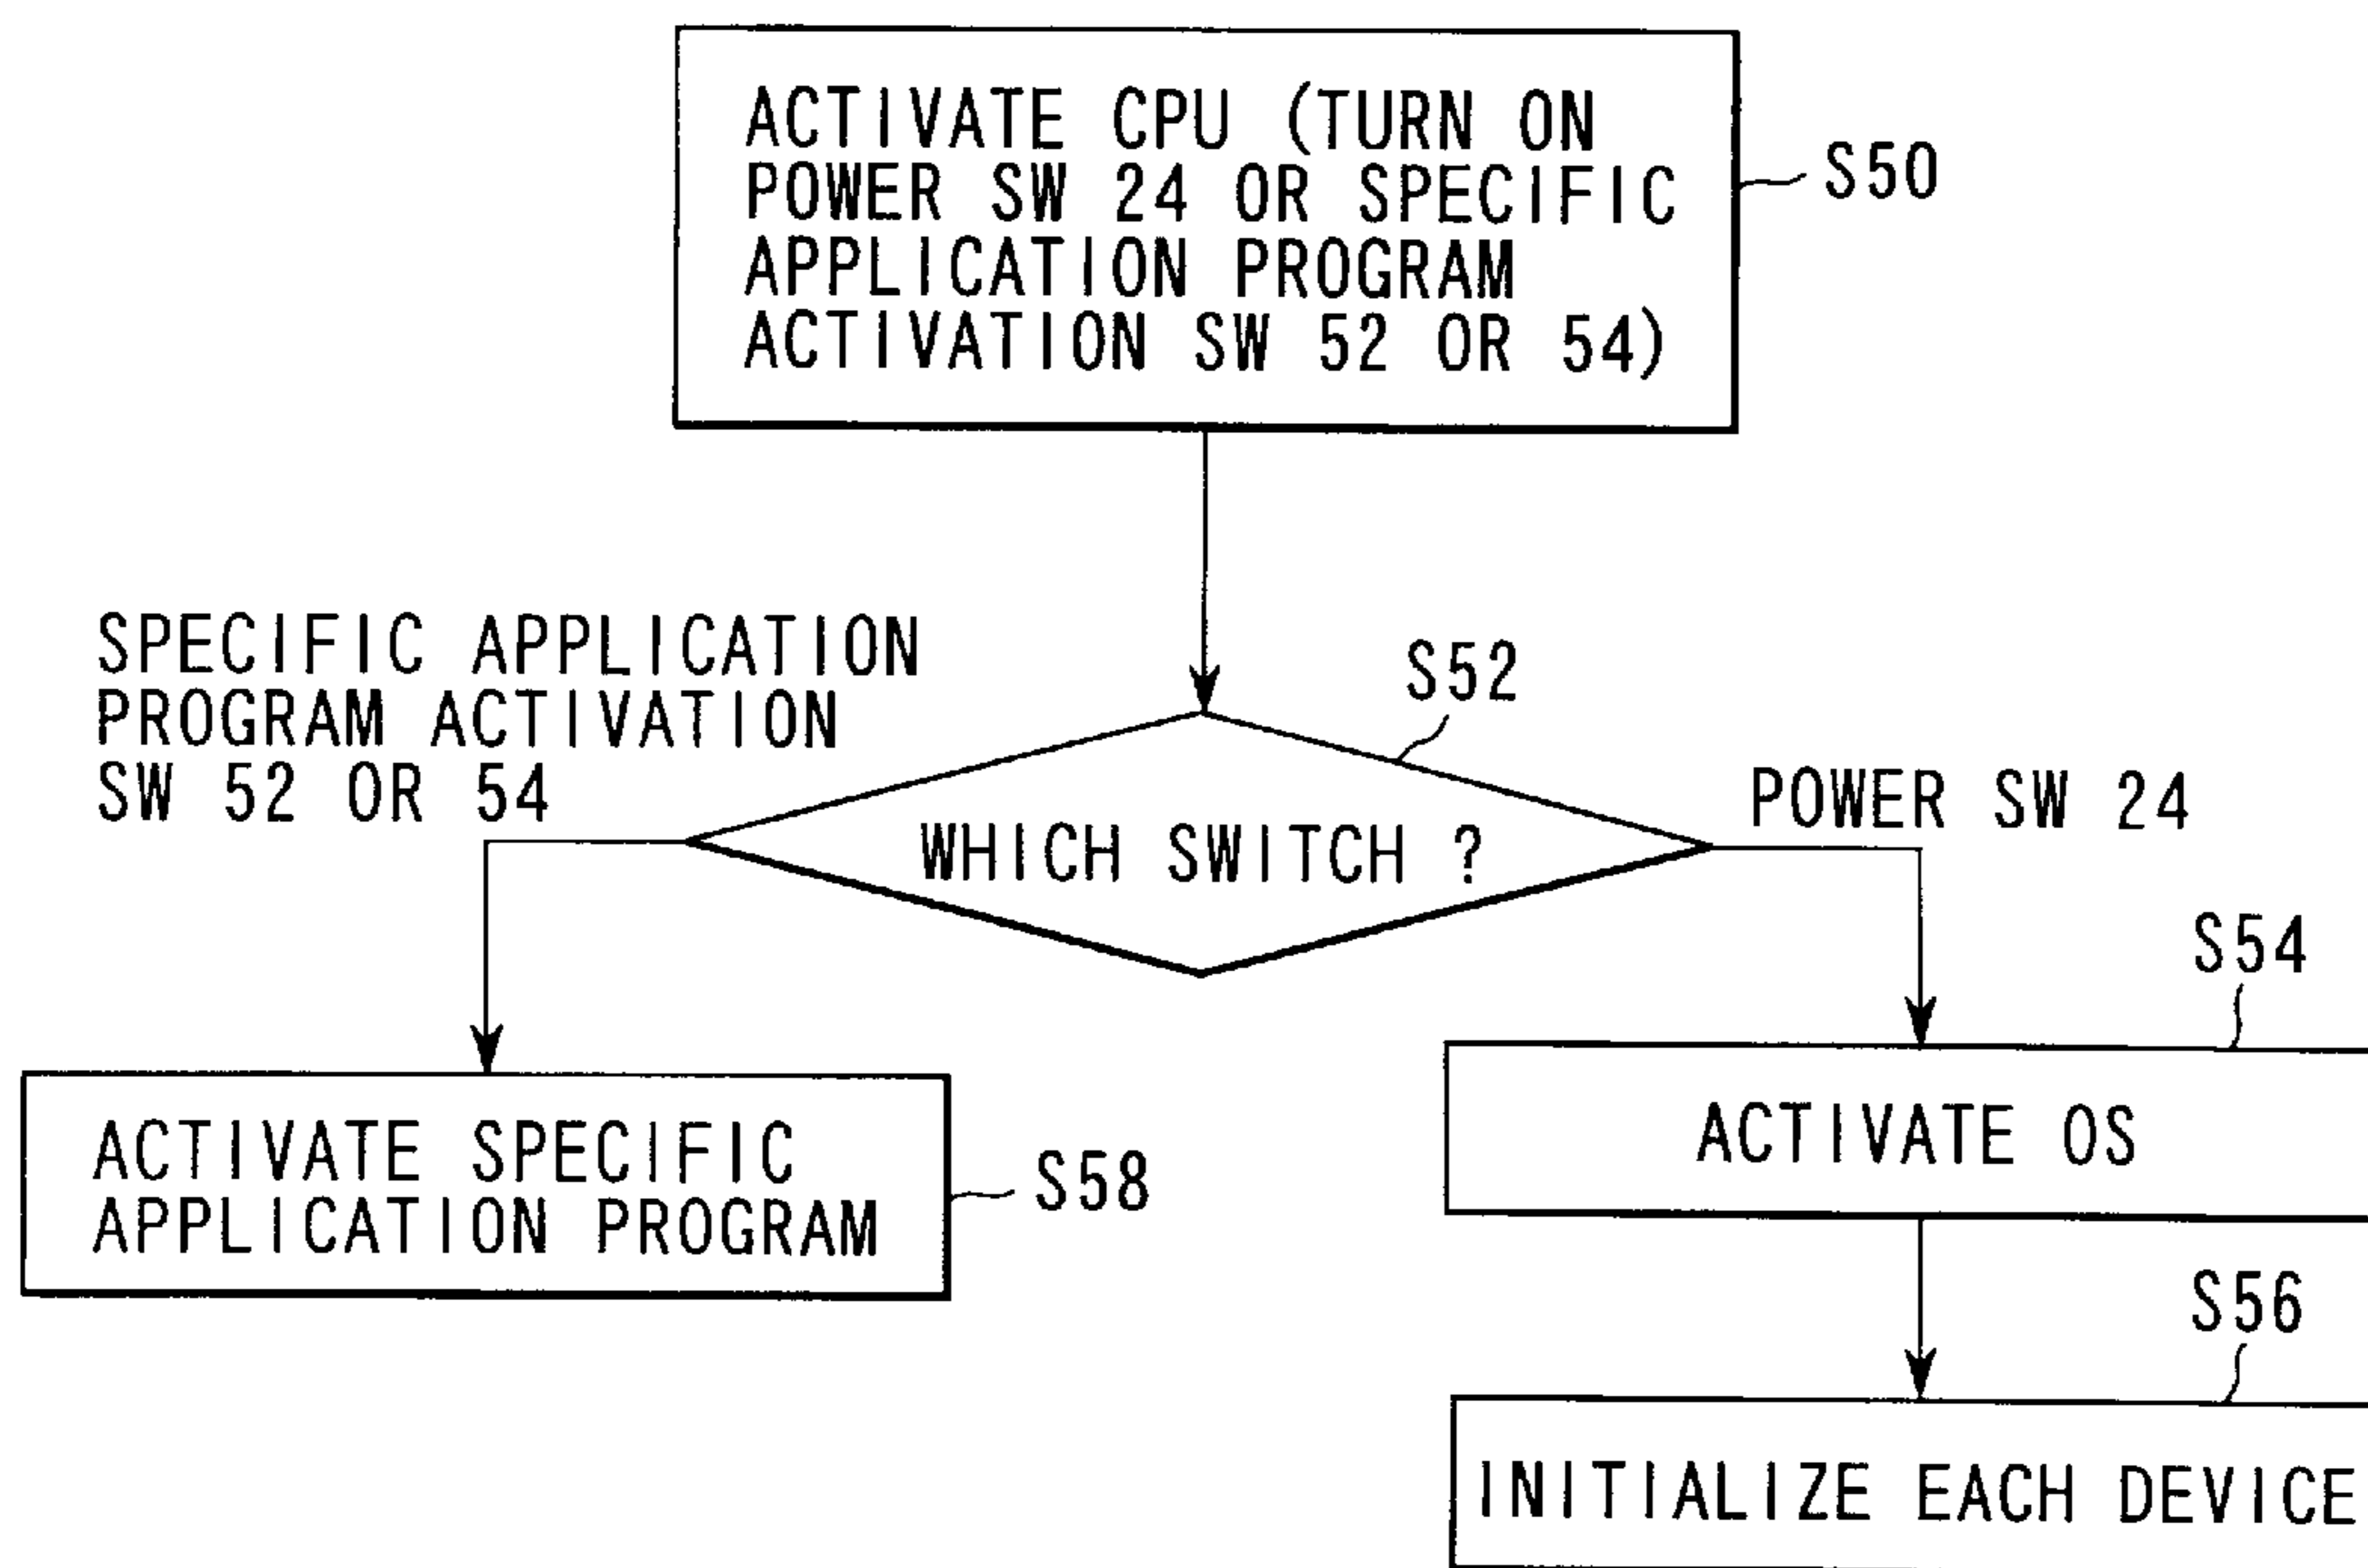 ACTIVATE CPU (TURN ON
POWER SW 24 OR SPECIFIC
APPLICATION PROGRAM
ACTIVATION SW 52 OR 54)
S50
SPECIFIC APPLICATION
PROGRAM ACTIVATION
SW 52 OR 54
S52
WHICH SWITCH ?
POWER SW 24
S54
ACTIVATE OS
ACTIVATE SPECIFIC
APPLICATION PROGRAM
S58
S56
INITIALIZE EACH DEVICE